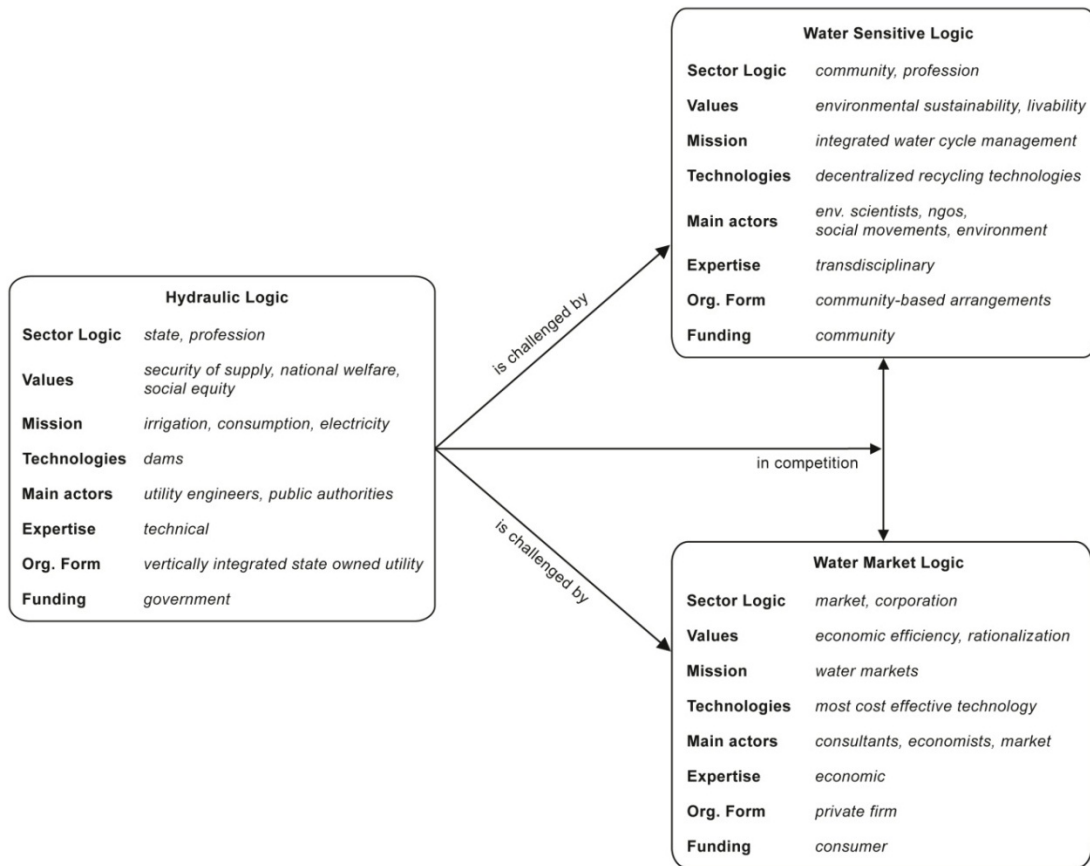 Water Sensitive Logic
Sector Logic community, profession
Values environmental sustainability, livability
Mission integrated water cycle management
Technologies decentralized recycling technologies
Main actors env. scientists, ngos,
social movements, environment
Expertise transdisciplinary
Org. Form community-based arrangements
Funding community
Hydraulic Logic
Sector Logic state, profession
Values security of supply, national welfare,
social equity
Mission irrigation, consumption, electricity
Technologies dams
Main actors utility engineers, public authorities
Expertise technical
Org. Form vertically integrated state owned utility
Funding government
is challenged by
in competition
is challenged by
Water Market Logic
Sector Logic market, corporation
Values economic efficiency, rationalization
Mission water markets
Technologies most cost effective technology
Main actors consultants, economists, market
Expertise economic
Org. Form private firm
Funding consumer